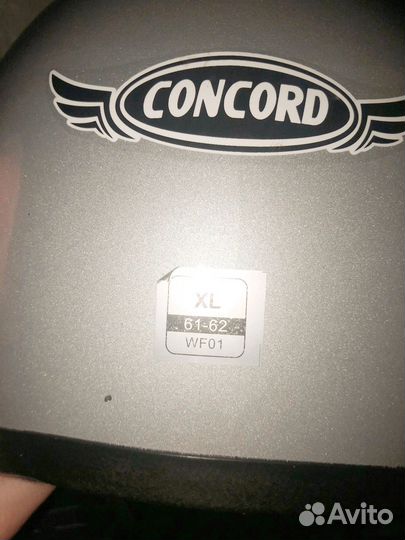 CONCORD
XL
61-62
WF01
Avito